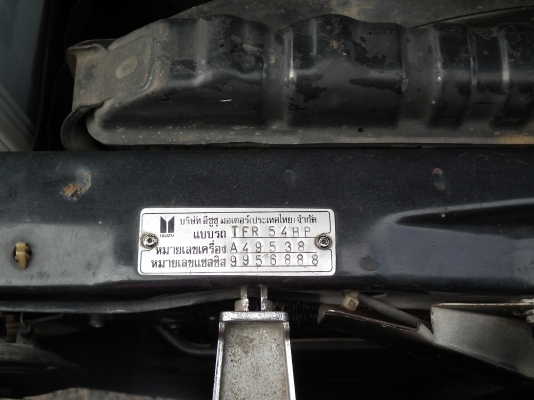 บริษัท อีซูซุ มอเตอร์(ประเทศไทย)จำกัด
ISUZU
แบบรถ TFR 54HP
หมายเลขเครื่อง A49538
หมายเลขแชสซิส 9956888